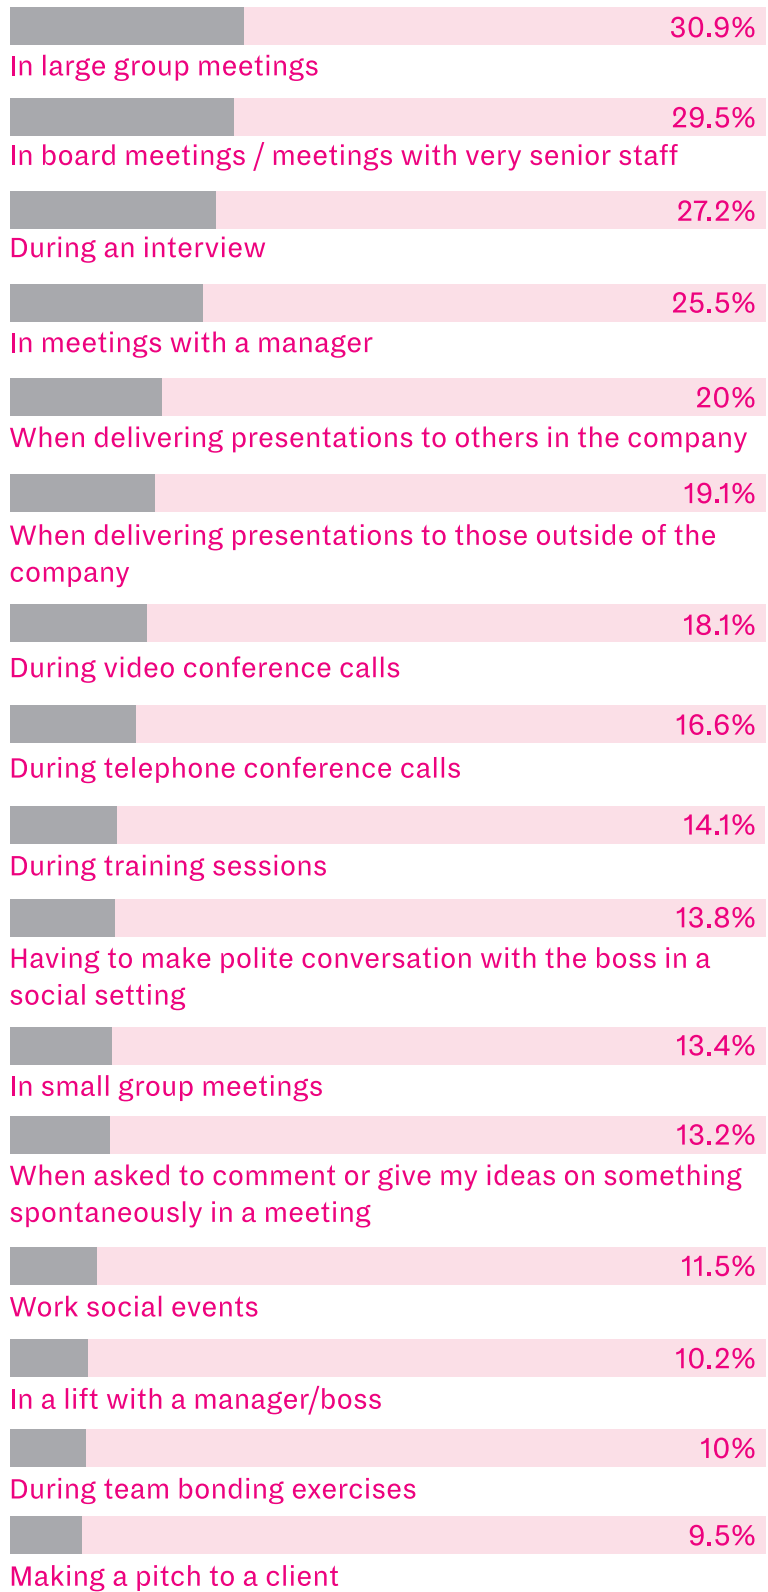 30.9%
In large group meetings
29.5%
In board meetings / meetings with very senior staff
27.2%
During an interview
25.5%
In meetings with a manager
20%
When delivering presentations to others in the company
19.1%
When delivering presentations to those outside of the
company
18.1%
During video conference calls
16.6%
During telephone conference calls
14.1%
During training sessions
13.8%
Having to make polite conversation with the boss in a
social setting
13.4%
In small group meetings
13.2%
When asked to comment or give my ideas on something
spontaneously in a meeting
11.5%
Work social events
10.2%
In a lift with a manager/boss
10%
During team bonding exercises
9.5%
Making a pitch to a client